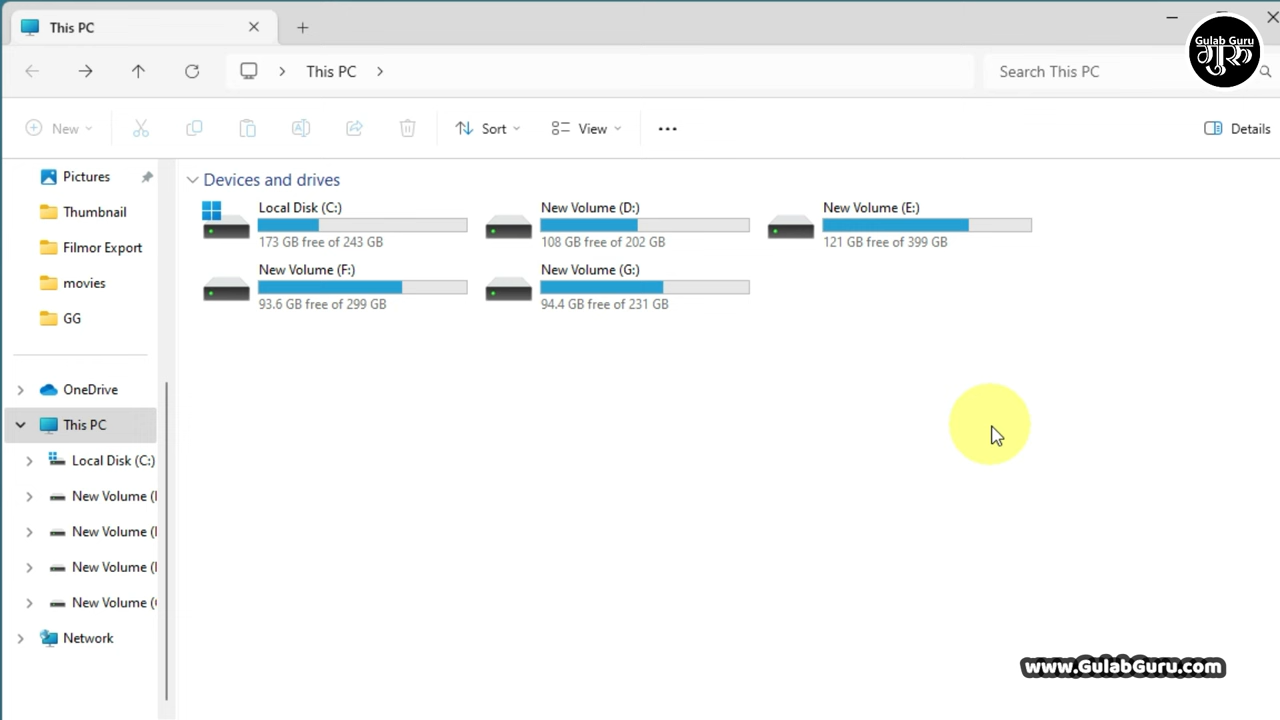 This PC
Gulab Guru
गुरु
This PC
Search This PC
New
Sort
View
Details
Pictures
Thumbnail
Filmor Export
movies
GG
OneDrive
This PC
Local Disk (C:)
New Volume (
New Volume (
New Volume (
New Volume (
Network
Devices and drives
Local Disk (C:)
173 GB free of 243 GB
New Volume (D:)
108 GB free of 202 GB
New Volume (E:)
121 GB free of 399 GB
New Volume (F:)
93.6 GB free of 299 GB
New Volume (G:)
94.4 GB free of 231 GB
www.GulabGuru.com